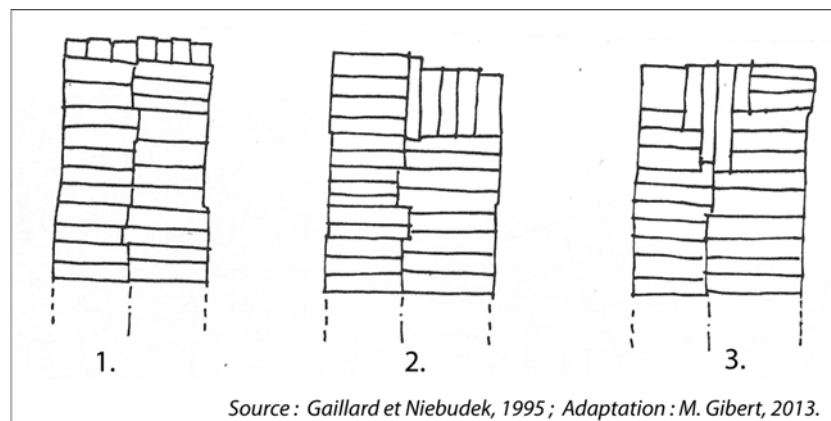 1. 2. 3.
Source : Gaillard et Niebudek, 1995 ; Adaptation : M. Gibert, 2013.